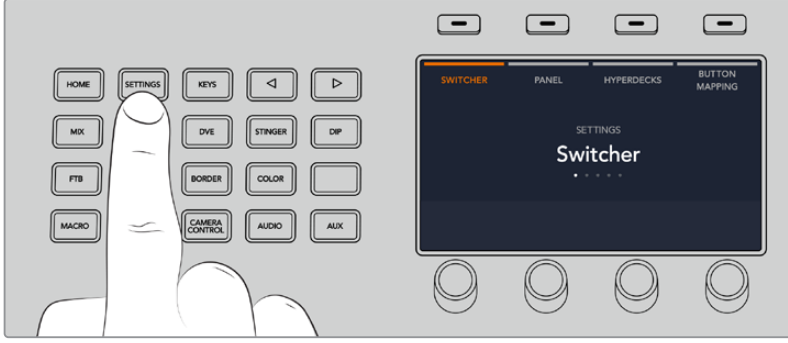 HOME SETTINGS KEYS
MIX DVE STINGER DIP
FTB BORDER COLOR
MACRO CAMERA CONTROL AUDIO AUX
SWITCHER PANEL HYPERDECKS BUTTON
MAPPING
SETTINGS
Switcher